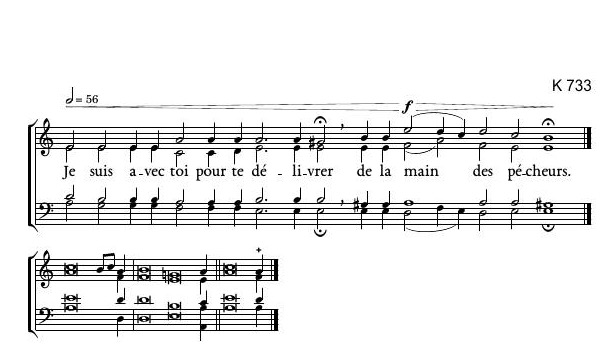 K 733
= 56
f
Je suis a-vec toi pour te dé - li-vrer de la main des pé-cheurs.